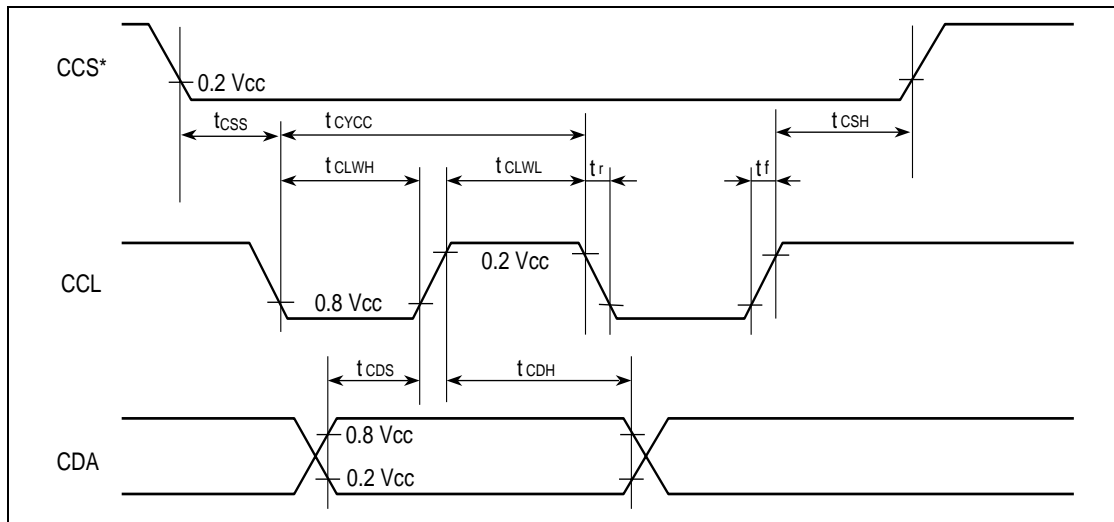 CCS*
0.2 Vcc
tCSS
tCYCC
tCSH
tCLWH
tCLWL
tr
tf
CCL
0.2 Vcc
0.8 Vcc
tCDS
tCDH
CDA
0.8 Vcc
0.2 Vcc